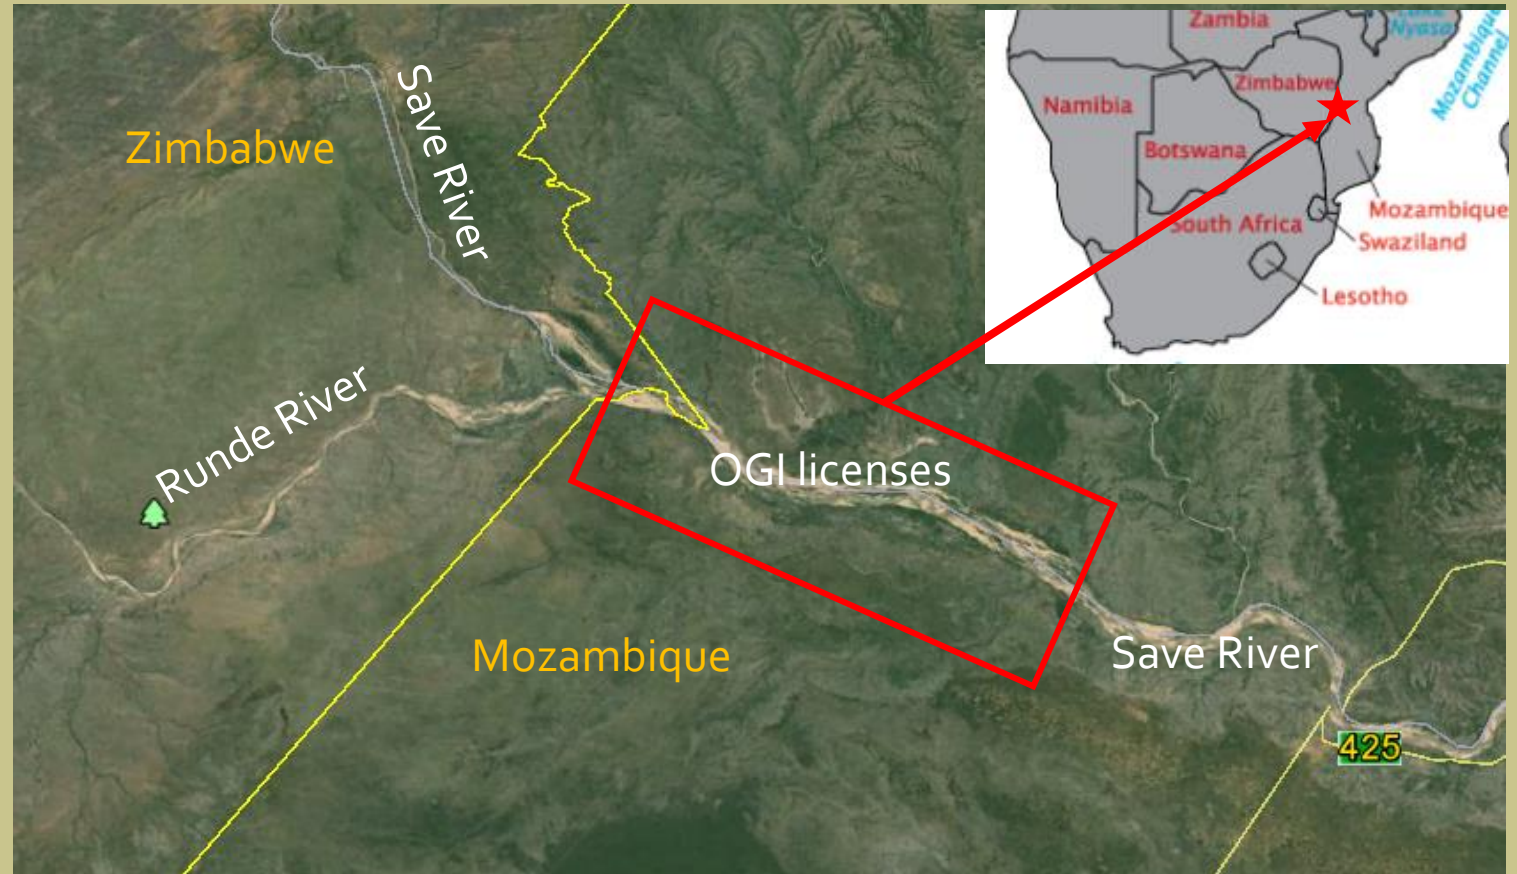 Zimbabwe
Save River
Runde River
OGI licenses
Mozambique
Save River
425
Zambia
Nyasa
Mozambique
Channel
Zimbabwe
Namibia
Botswana
South Africa
Mozambique
Swaziland
Lesotho